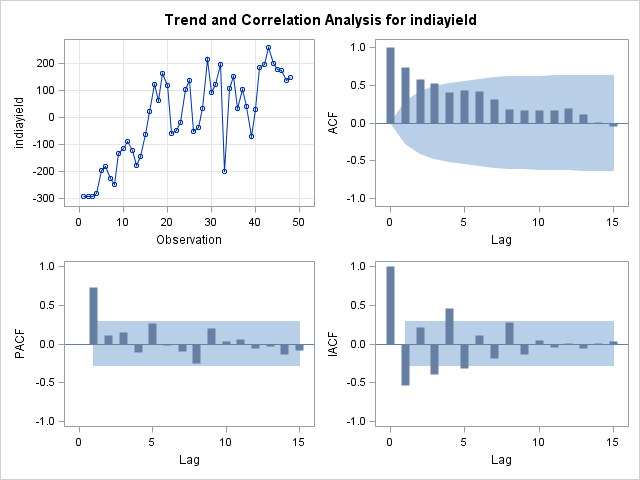 Trend and Correlation Analysis for indiayield
indiayield
200
100
0
-100
-200
-300
0 10 20 30 40 50
Observation
ACF
1.0
0.5
0.0
-0.5
-1.0
0 5 10 15
Lag
PACF
1.0
0.5
0.0
-0.5
-1.0
0 5 10 15
Lag
IACF
1.0
0.5
0.0
-0.5
-1.0
0 5 10 15
Lag